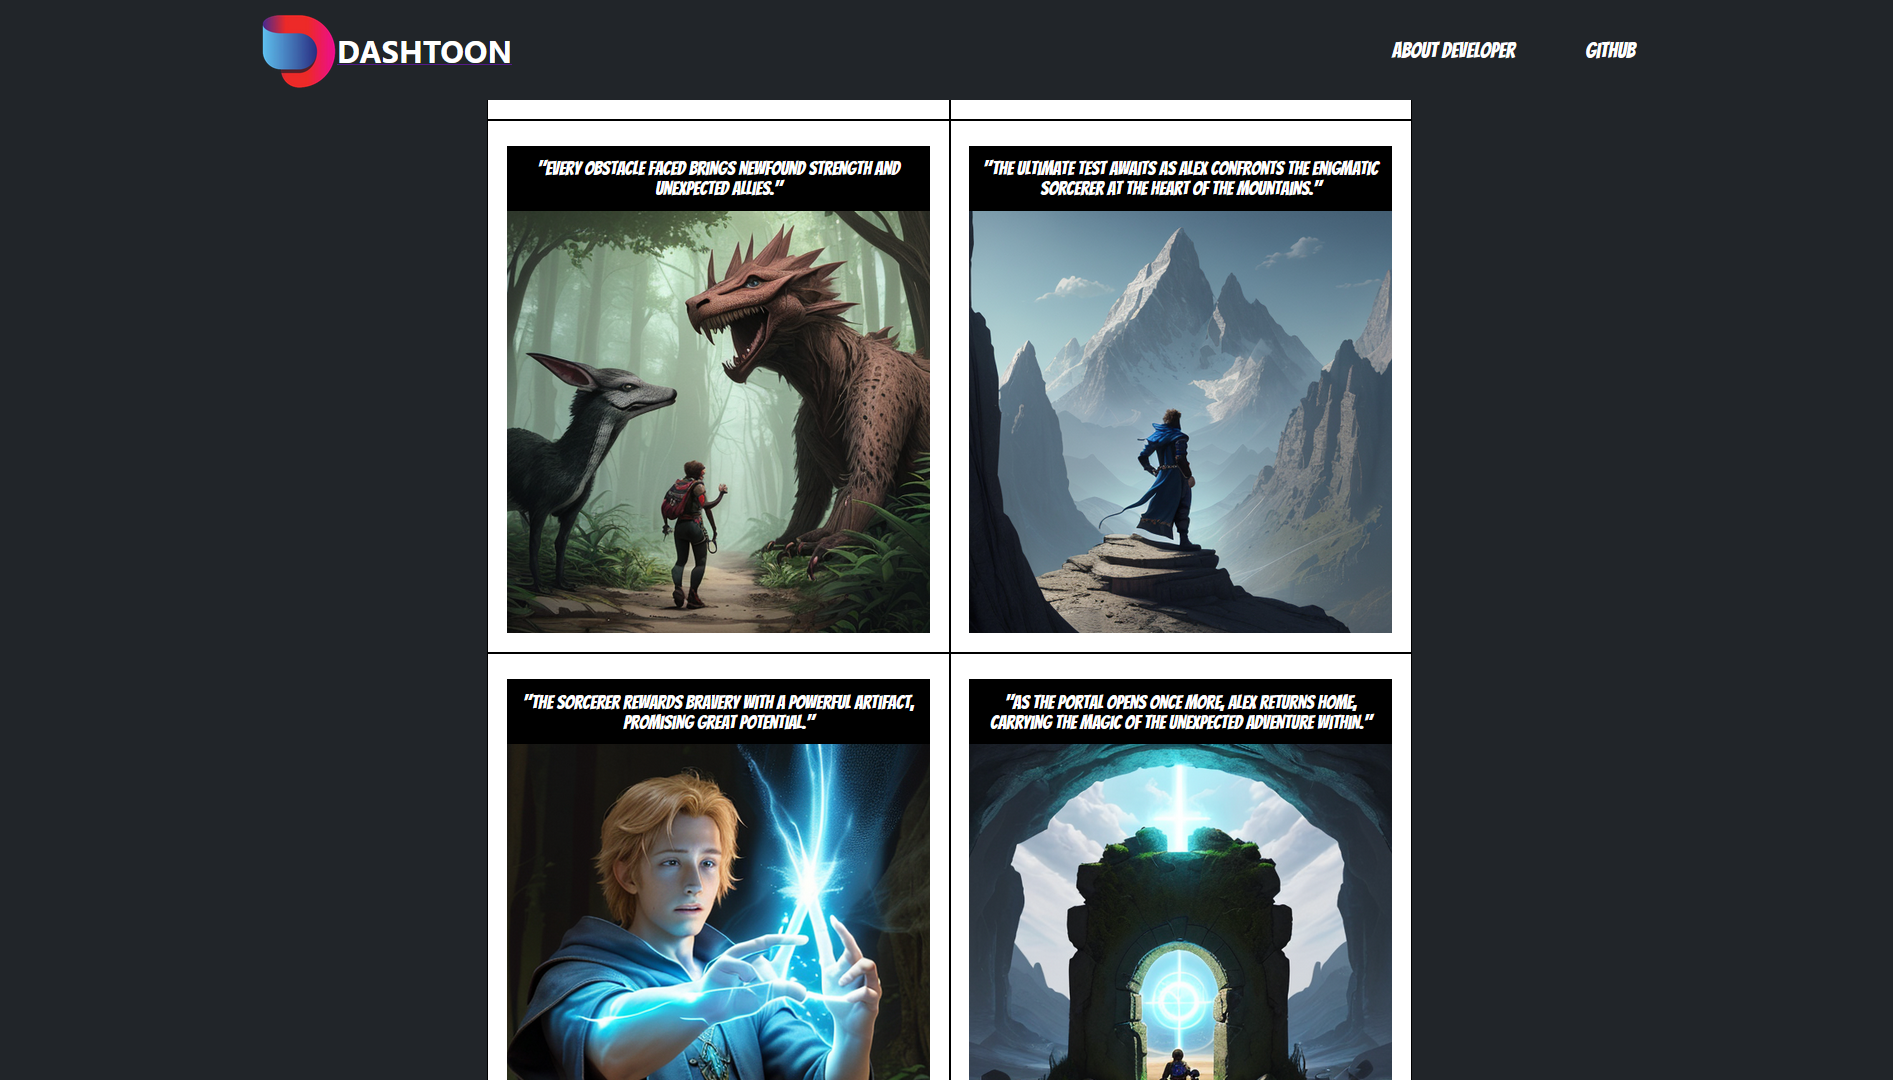 DASHTOON
ABOUT DEVELOPER
GITHUB
"EVERY OBSTACLE FACED BRINGS NEWFOUND STRENGTH AND
UNEXPECTED ALLIES."
"THE ULTIMATE TEST AWAITS AS ALEX CONFRONTS THE ENIGMATIC
SORCERER AT THE HEART OF THE MOUNTAINS."
"THE SORCERER REWARDS BRAVERY WITH A POWERFUL ARTIFACT,
PROMISING GREAT POTENTIAL."
"AS THE PORTAL OPENS ONCE MORE, ALEX RETURNS HOME,
CARRYING THE MAGIC OF THE UNEXPECTED ADVENTURE WITHIN."